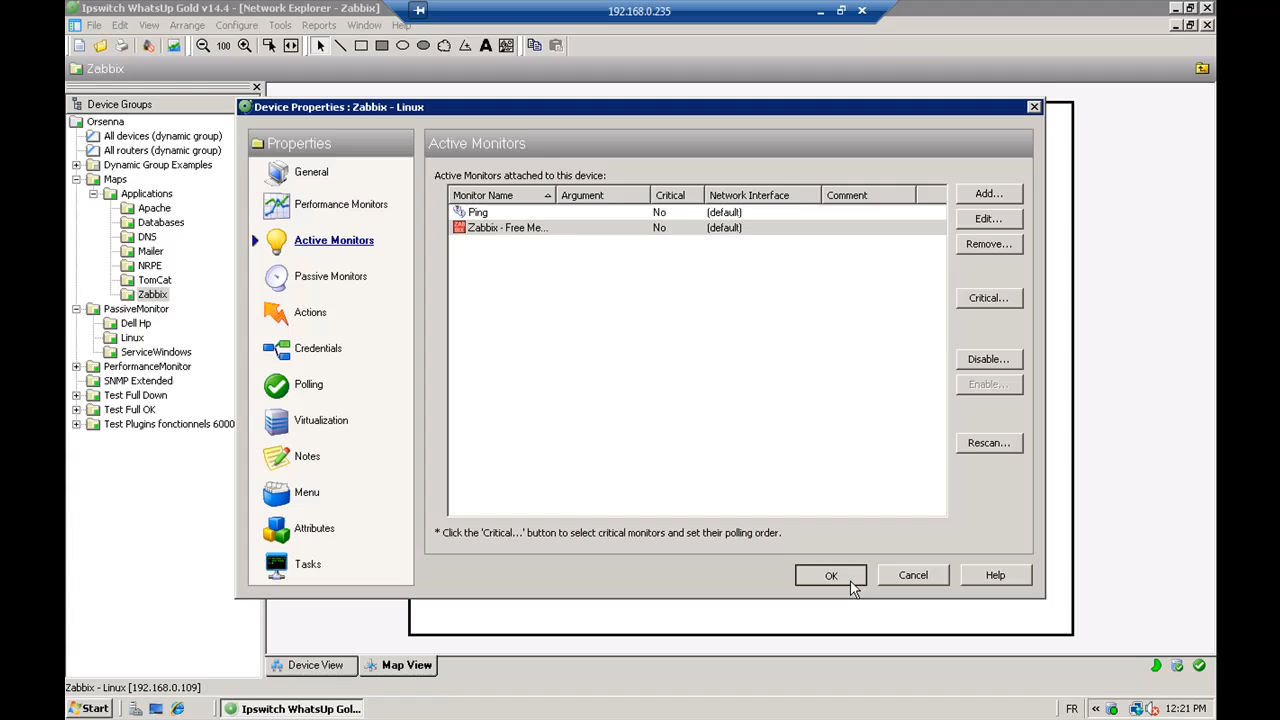 Ipswitch WhatsUp Gold v14.4 - [Network Explorer - Zabbix]
192.168.0.235
File Edit View Arrange Configure Tools Reports Window Help
100
A
Zabbix
Device Groups
Orsenna
All devices (dynamic group)
All routers (dynamic group)
Dynamic Group Examples
Maps
Applications
Apache
Databases
DNS
Mailer
NRPE
TomCat
Zabbix
PassiveMonitor
Dell Hp
Linux
ServiceWindows
PerformanceMonitor
SNMP Extended
Test Full Down
Test Full OK
Test Plugins fonctionnels 6000
Device Properties : Zabbix - Linux
Properties
General
Performance Monitors
Active Monitors
Passive Monitors
Actions
Credentials
Polling
Virtualization
Notes
Menu
Attributes
Tasks
Active Monitors
Active Monitors attached to this device:
Monitor Name Argument Critical Network Interface Comment
Ping No (default)
Zabbix - Free Me... No (default)
Add...
Edit...
Remove...
Critical...
Disable...
Enable...
Rescan...
* Click the 'Critical...' button to select critical monitors and set their polling order.
OK Cancel Help
Device View Map View
Zabbix - Linux [192.168.0.109]
Start Ipswitch WhatsUp Gol... FR « 12:21 PM